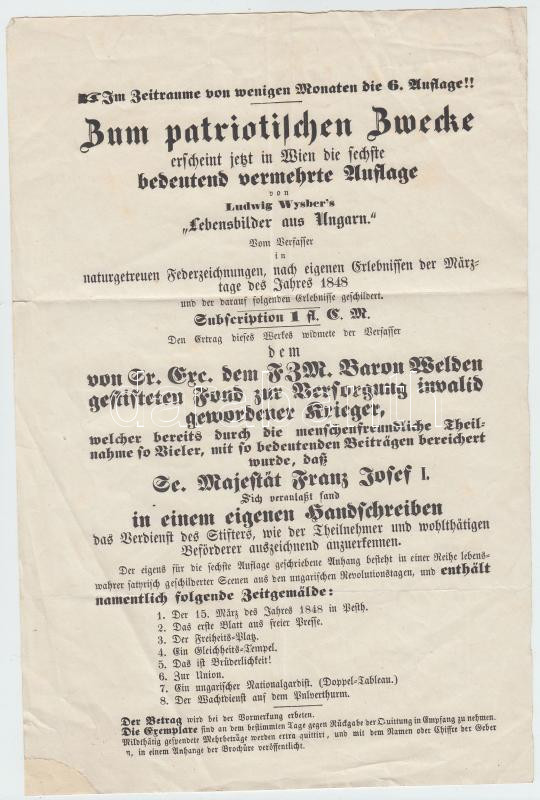 ☞ Im Zeitraume von wenigen Monaten die 6. Auflage!!
Zum patriotischen Zwecke
erscheint jetzt in Wien die sechste
bedeutend vermehrte Auflage
von
Ludwig Wysber's
„Lebensbilder aus Ungarn."
Vom Verfasser
in
naturgetreuen Federzeichnungen, nach eigenen Erlebnissen der März-
tage des Jahres 1848
und der darauf folgenden Erlebnisse geschildert.
Subscription 1 fl. C. M.
Den Ertrag dieses Werkes widmete der Verfasser
dem
von Sr. Exc. dem FZM. Baron Welden
gestifteten Fond zur Versorgung invalid
gewordener Krieger,
welcher bereits durch die menschenfreundliche Theil-
nahme so Vieler, mit so bedeutenden Beiträgen bereichert
wurde, daß
Se. Majestät Franz Josef I.
Sich veranlaßt fand
in einem eigenen Handschreiben
das Verdienst des Stifters, wie der Theilnehmer und wohlthätigen
Beförderer auszeichnend anzuerkennen.
Der eigens für die sechste Auflage geschriebene Anhang besteht in einer Reihe lebens-
wahrer satyrisch geschilderter Scenen aus den ungarischen Revolutionstagen, und enthält
namentlich folgende Zeitgemälde:
1. Der 15. März des Jahres 1848 in Pesth.
2. Das erste Blatt aus freier Presse.
3. Der Freiheits-Platz.
4. Ein Gleichheits-Tempel.
5. Das ist Brüderlichkeit!
6. Zur Union.
7. Ein ungarischer Nationalgardist. (Doppel-Tableau.)
8. Der Wachtdienst auf dem Pulverthurm.
Der Betrag wird bei der Vormerkung erbeten.
Die Exemplare sind an dem bestimmten Tage gegen Rückgabe der Quittung in Empfang zu nehmen.
Mildthätig gespendete Mehrbeträge werden extra quittirt, und mit dem Namen oder Chiffre der Geber
n, in einem Anhange der Brochüre veröffentlicht.